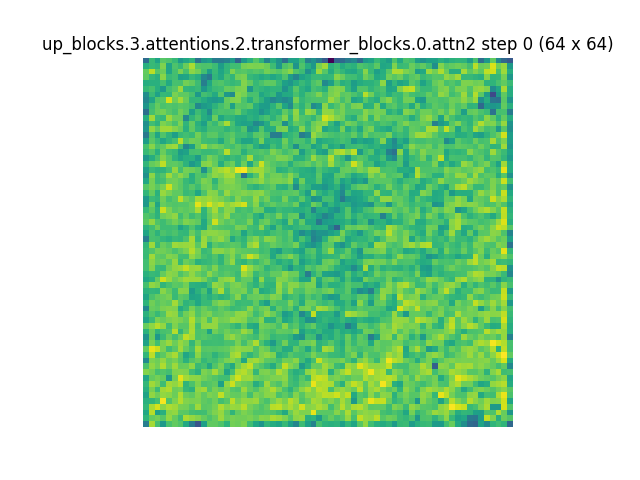 up_blocks.3.attentions.2.transformer_blocks.0.attn2 step 0 (64 x 64)